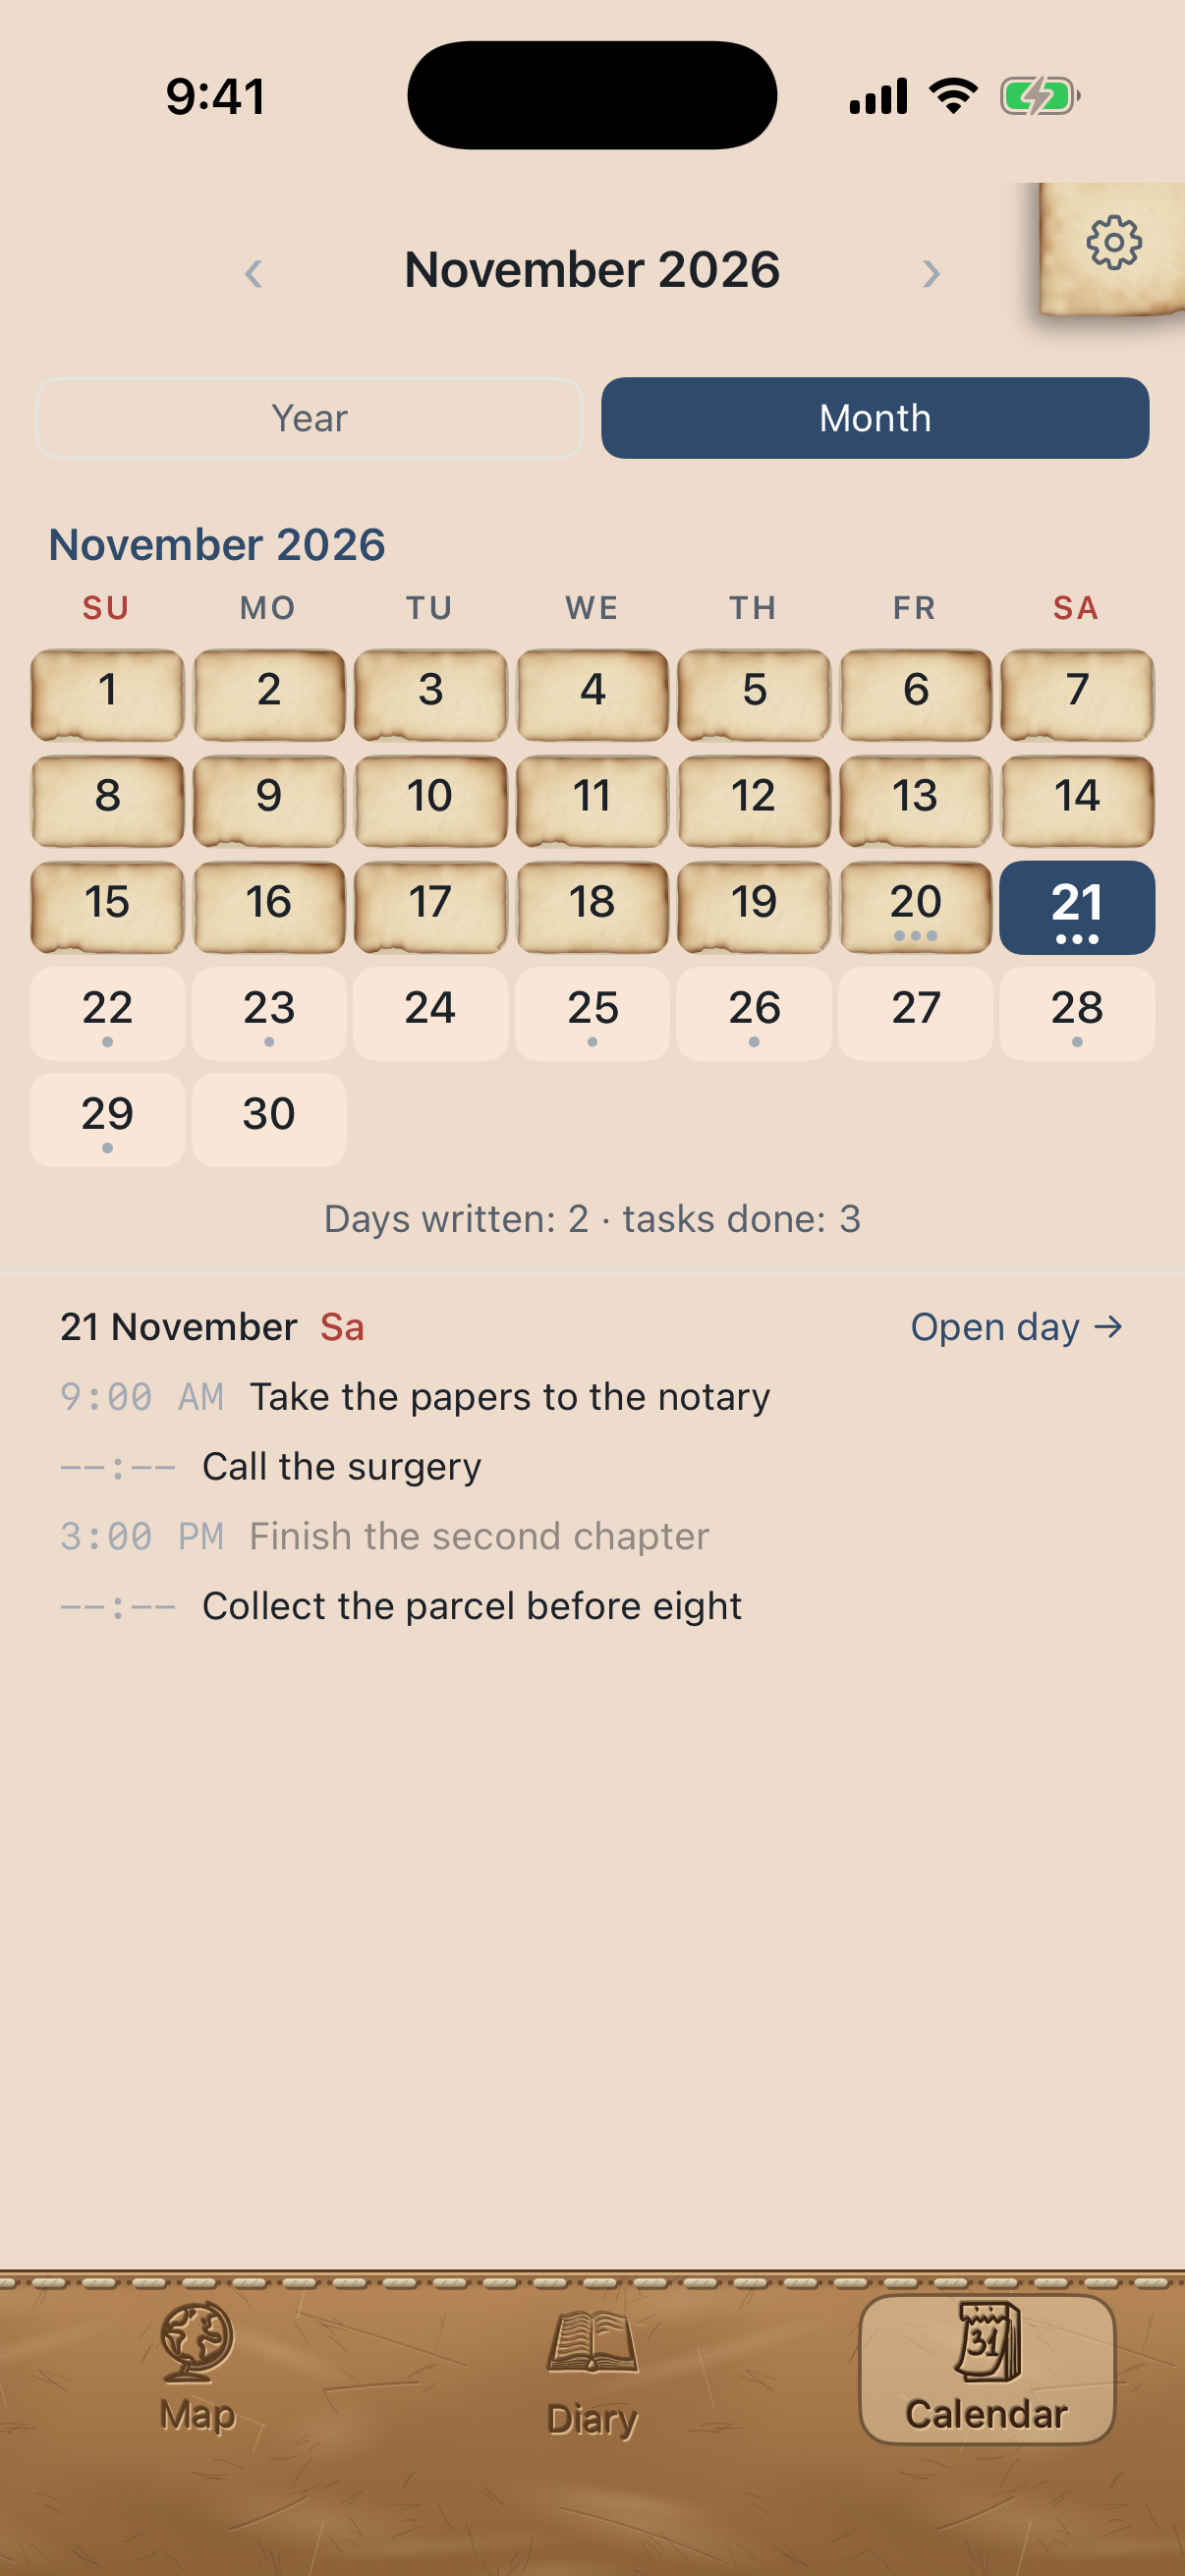 9:41
‹ November 2026 ›
Year Month
November 2026
SU MO TU WE TH FR SA
1 2 3 4 5 6 7
8 9 10 11 12 13 14
15 16 17 18 19 20 21
22 23 24 25 26 27 28
29 30
Days written: 2 · tasks done: 3
21 November Sa Open day →
9:00 AM Take the papers to the notary
--:-- Call the surgery
3:00 PM Finish the second chapter
--:-- Collect the parcel before eight
31
Map Diary Calendar